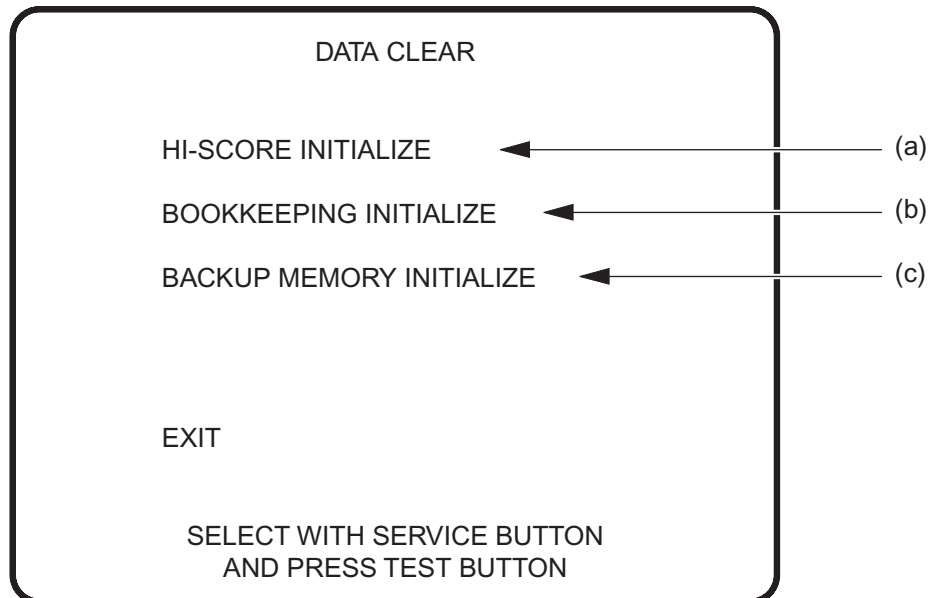 DATA CLEAR
HI-SCORE INITIALIZE (a)
BOOKKEEPING INITIALIZE (b)
BACKUP MEMORY INITIALIZE (c)
EXIT
SELECT WITH SERVICE BUTTON
AND PRESS TEST BUTTON